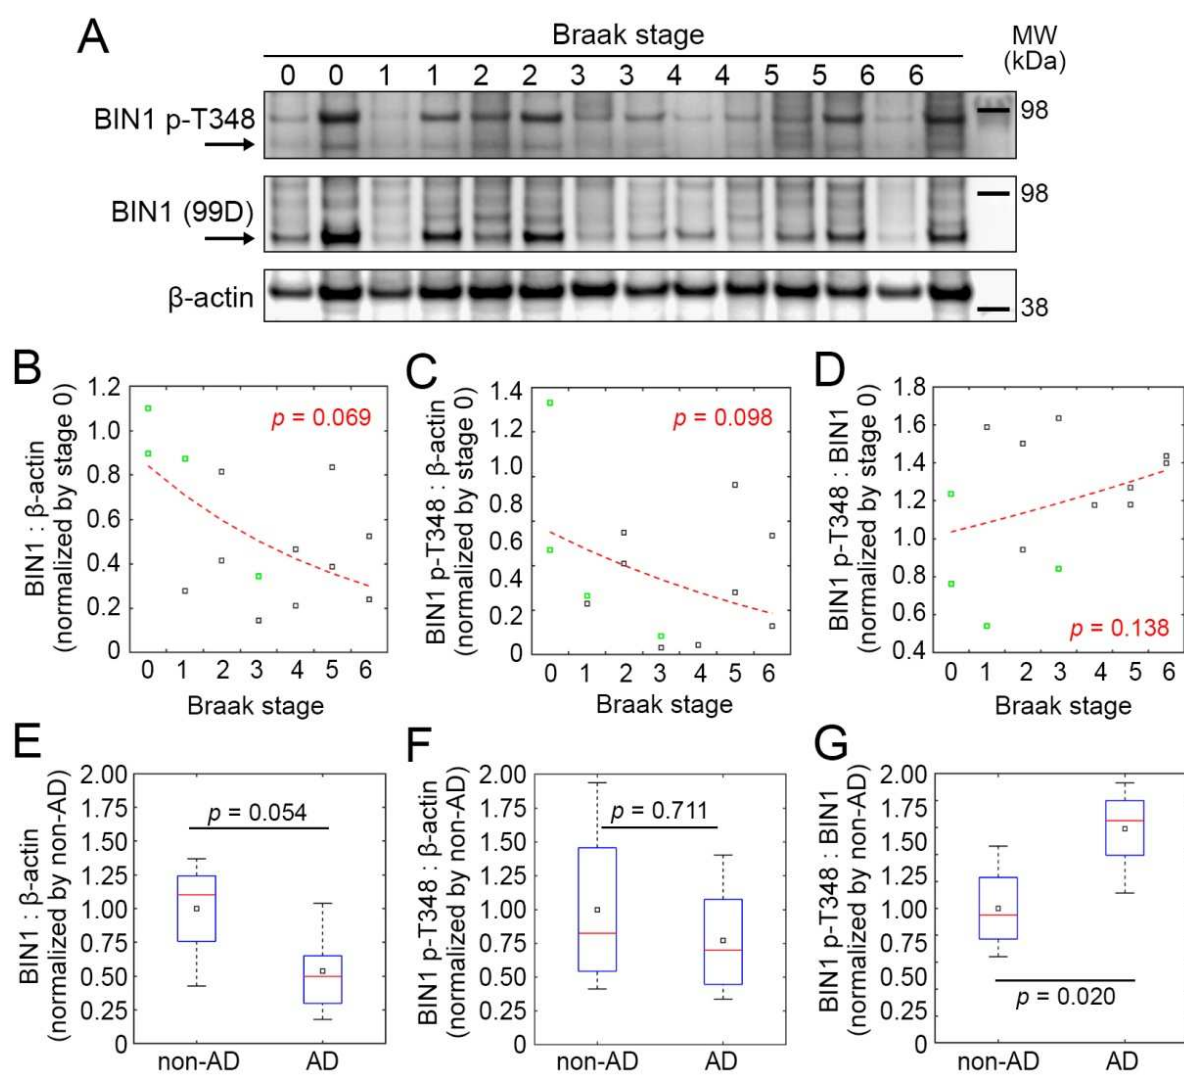 A
Braak stage
MW
(kDa)
0 0 1 1 2 2 3 3 4 4 5 5 6 6
BIN1 p-T348
98
BIN1 (99D)
98
β-actin
38
B
BIN1 : β-actin
(normalized by stage 0)
1.2
1.0
0.8
0.6
0.4
0.2
0
p = 0.069
0 1 2 3 4 5 6
Braak stage
C
BIN1 p-T348 : β-actin
(normalized by stage 0)
1.4
1.2
1.0
0.8
0.6
0.4
0.2
0
p = 0.098
0 1 2 3 4 5 6
Braak stage
D
BIN1 p-T348 : BIN1
(normalized by stage 0)
1.8
1.6
1.4
1.2
1.0
0.8
0.6
0.4
p = 0.138
0 1 2 3 4 5 6
Braak stage
E
BIN1 : β-actin
(normalized by non-AD)
2.00
1.75
1.50
1.25
1.00
0.75
0.50
0.25
0
p = 0.054
non-AD AD
F
BIN1 p-T348 : β-actin
(normalized by non-AD)
2.00
1.75
1.50
1.25
1.00
0.75
0.50
0.25
0
p = 0.711
non-AD AD
G
BIN1 p-T348 : BIN1
(normalized by non-AD)
2.00
1.75
1.50
1.25
1.00
0.75
0.50
0.25
0
p = 0.020
non-AD AD